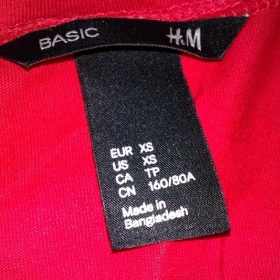 BASIC H&M
EUR XS
US XS
CA TP
CN 160/80A
Made in
Bangladesh